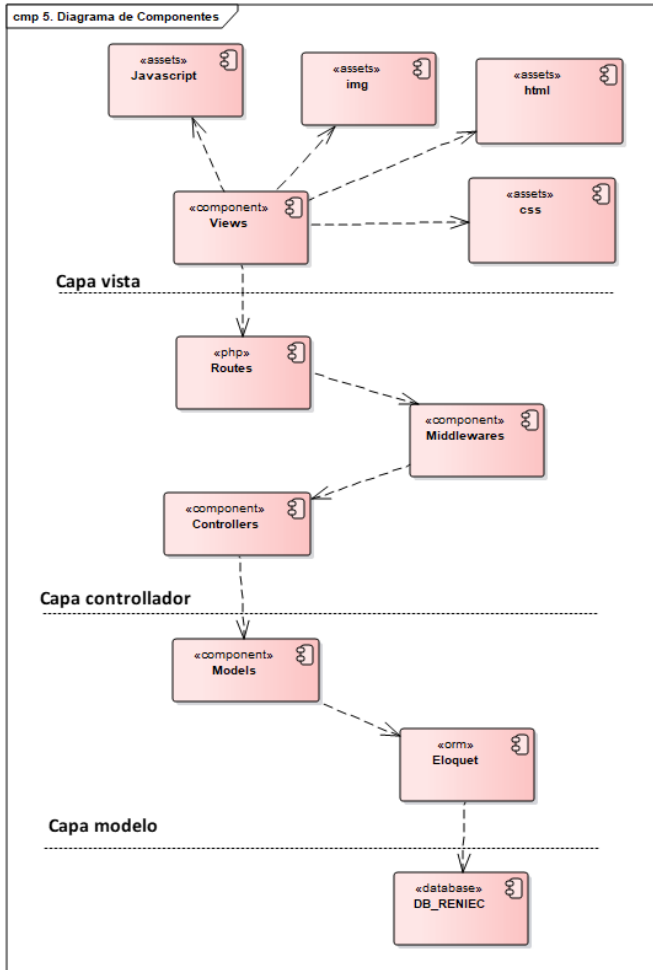 cmp 5. Diagrama de Componentes
«assets»
Javascript
«assets»
img
«assets»
html
«component»
Views
«assets»
css
Capa vista
«php»
Routes
«component»
Middlewares
«component»
Controllers
Capa controllador
«component»
Models
«orm»
Eloquet
Capa modelo
«database»
DB_RENIEC